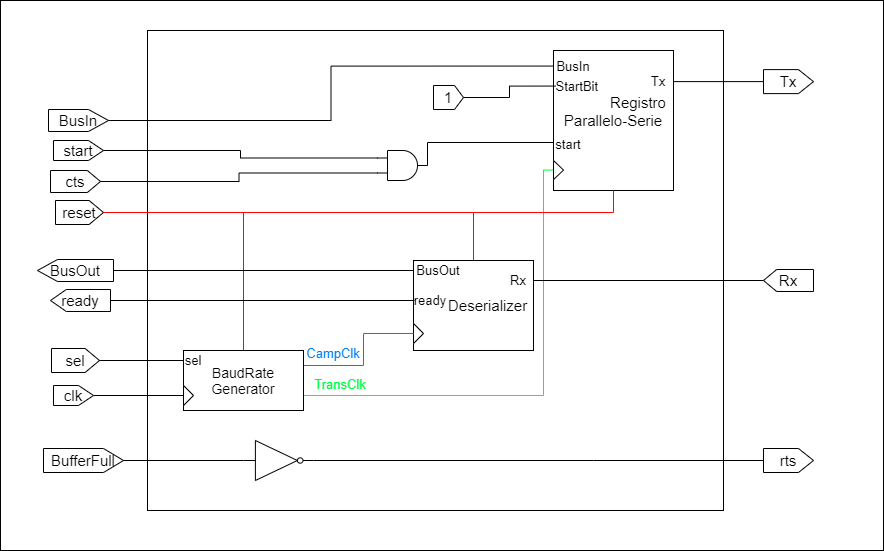 BusIn
StartBit
Tx
Registro
Parallelo-Serie
start
1
Tx
BusIn
start
cts
reset
BusOut
ready
BusOut
Rx
ready
Deserializer
Rx
sel
clk
sel
BaudRate
Generator
CampClk
TransClk
BufferFull
rts